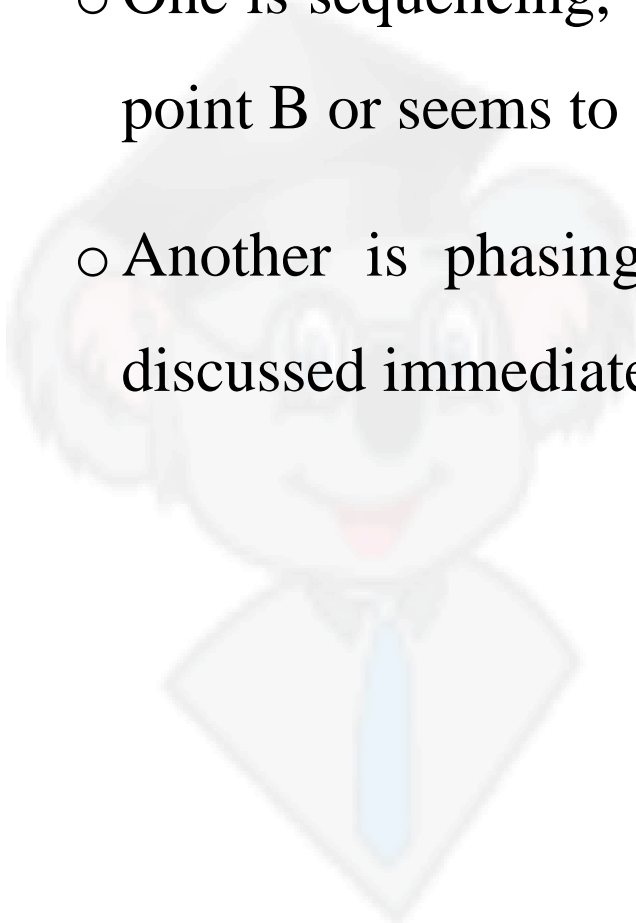 o One is sequencing,
point B or seems to
o Another is phasing
discussed immediate